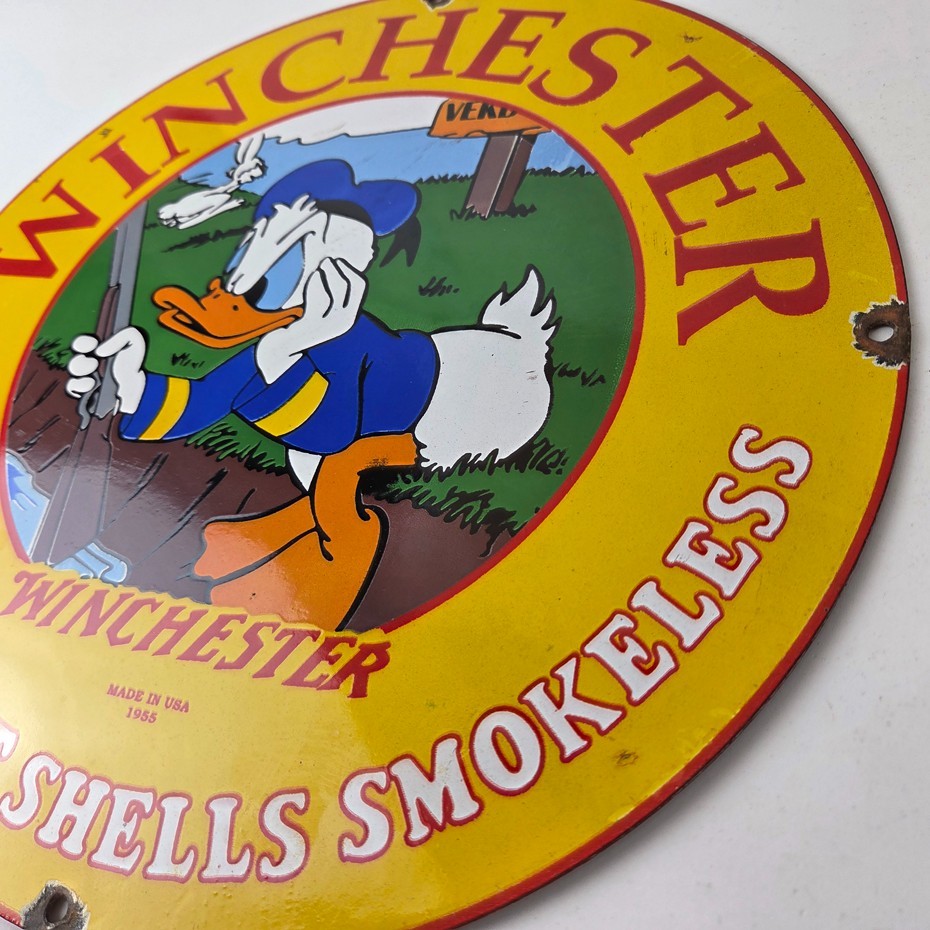 WINCHESTER
WINCHESTER
MADE IN USA
1955
SHELLS SMOKELESS